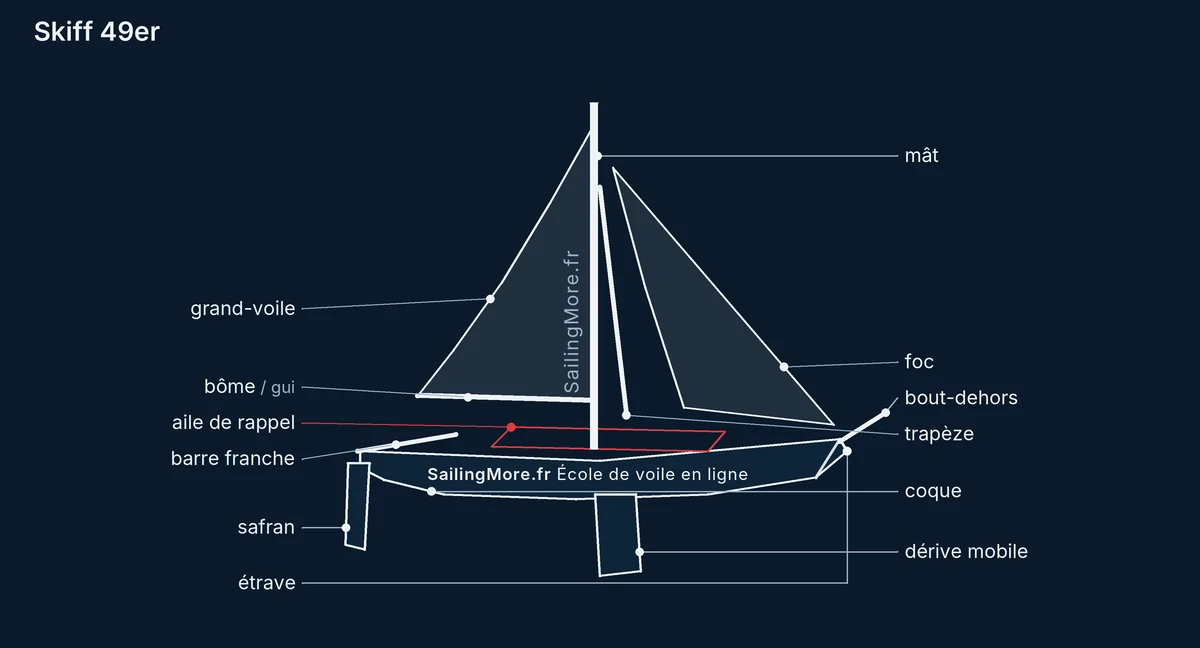 Skiff 49er
mât
SailingMore.fr
grand-voile
foc
bôme / gui
bout-dehors
aile de rappel
trapèze
barre franche
SailingMore.fr École de voile en ligne
coque
safran
dérive mobile
étrave